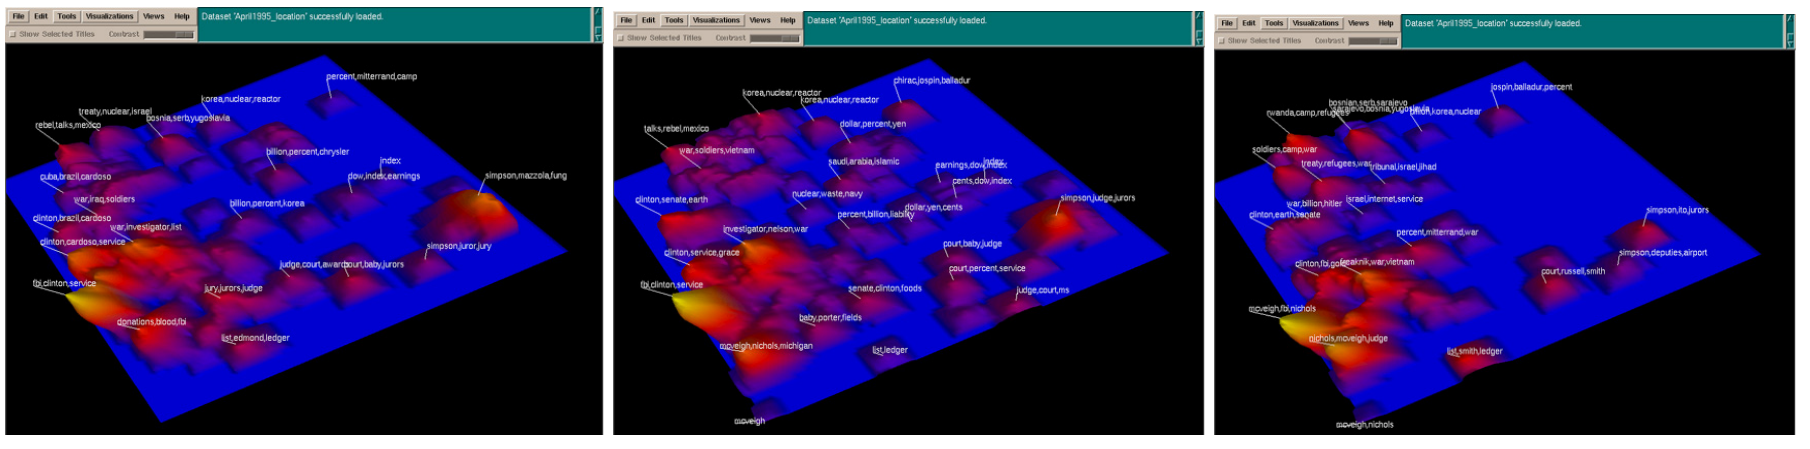 File Edit Tools Visualizations Views Help
Dataset 'April1995_location' successfully loaded.
Show Selected Titles Contrast
percent,mitterrand,camp
korea,nuclear,reactor
treaty,nuclear,israel
bosnia,serb,yugoslavia
rebel,talks,mexico
billion,percent,chrysler
index
cuba,brazil,cardoso
dow,index,earnings
simpson,mazzola,fung
war,iraq,soldiers
billion,percent,korea
clinton,brazil,cardoso
war,investigator,list
clinton,cardoso,service
simpson,juror,jury
judge,court,awards
court,baby,jurors
fbi,clinton,service
jury,jurors,judge
donations,blood,fbi
list,edmond,ledger
File Edit Tools Visualizations Views Help
Dataset 'April1995_location' successfully loaded.
Show Selected Titles Contrast
chirac,jospin,balladur
korea,nuclear,reactor
korea,nuclear,reactor
talks,rebel,mexico
dollar,percent,yen
war,soldiers,vietnam
saudi,arabia,islamic
earnings,dow,index
index
cents,dow,index
nuclear,waste,navy
clinton,senate,earth
simpson,judge,jurors
dollar,yen,cents
percent,billion,liability
investigator,nelson,war
court,baby,judge
clinton,service,grace
court,percent,service
fbi,clinton,service
senate,clinton,foods
judge,court,ms
baby,porter,fields
mcveigh,nichols,michigan
list,ledger
mcveigh
File Edit Tools Visualizations Views Help
Dataset 'April1995_location' successfully loaded.
Show Selected Titles Contrast
jospin,balladur,percent
bosnian,serb,sarajevo
sarajevo,bosnia,yugoslavia
rwanda,camp,refugees
billion,korea,nuclear
soldiers,camp,war
treaty,refugees,war
tribunal,israel,jihad
israel,internet,service
war,billion,hitler
clinton,earth,senate
simpson,ito,jurors
percent,mitterrand,war
simpson,deputies,airport
clinton,fbi,gore
freaknik,war,vietnam
court,russell,smith
mcveigh,fbi,nichols
nichols,mcveigh,judge
list,smith,ledger
mcveigh,nichols